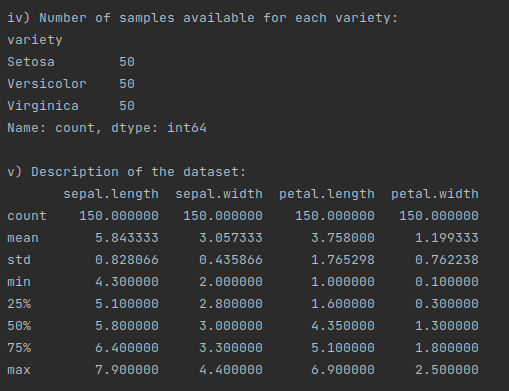 iv) Number of samples available for each variety:
variety
Setosa        50
Versicolor    50
Virginica     50
Name: count, dtype: int64

v) Description of the dataset:
       sepal.length  sepal.width  petal.length  petal.width
count    150.000000   150.000000    150.000000   150.000000
mean       5.843333     3.057333      3.758000     1.199333
std        0.828066     0.435866      1.765298     0.762238
min        4.300000     2.000000      1.000000     0.100000
25%        5.100000     2.800000      1.600000     0.300000
50%        5.800000     3.000000      4.350000     1.300000
75%        6.400000     3.300000      5.100000     1.800000
max        7.900000     4.400000      6.900000     2.500000